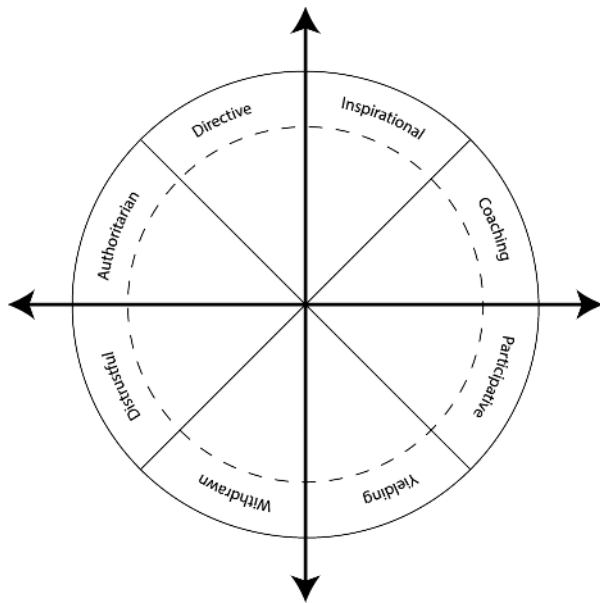 Directive
Inspirational
Coaching
Participative
Yielding
Withdrawn
Distrustful
Authoritarian